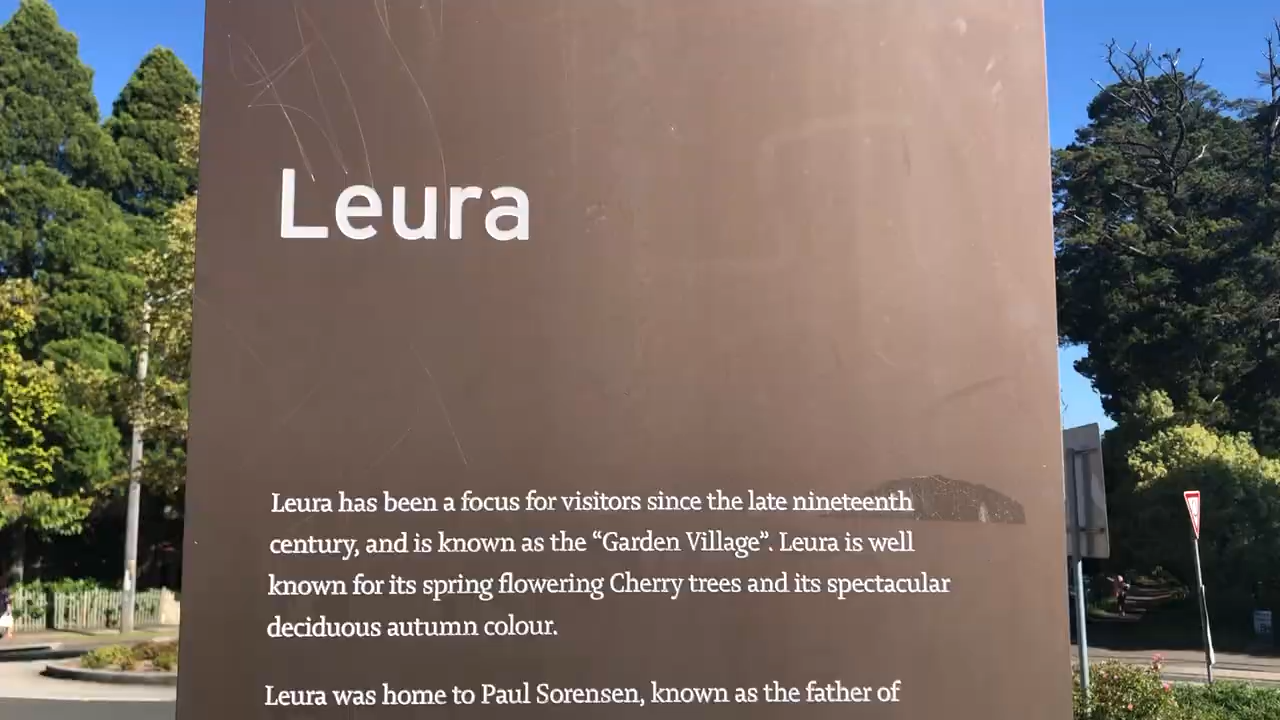 Leura
Leura has been a focus for visitors since the late nineteenth
century, and is known as the “Garden Village”. Leura is well
known for its spring flowering Cherry trees and its spectacular
deciduous autumn colour.
Leura was home to Paul Sorensen, known as the father of